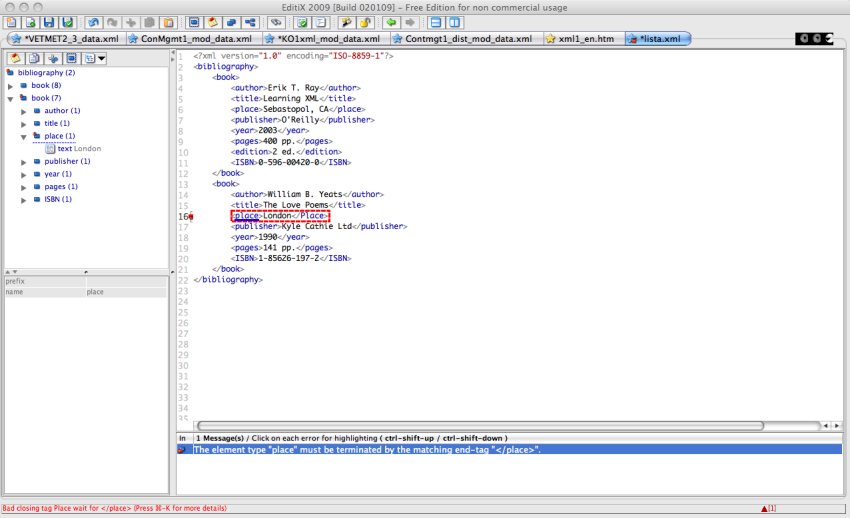 EditiX 2009 [Build 020109] – Free Edition for non commercial usage
*VETMET2_3_data.xml ConMgmt1_mod_data.xml *KO1xml_mod_data.xml Contmgt1_dist_mod_data.xml xml1_en.htm *lista.xml
bibliography (2)
book (8)
book (7)
author (1)
title (1)
place (1)
text London
publisher (1)
year (1)
pages (1)
ISBN (1)
prefix
name place
1 <?xml version="1.0" encoding="ISO-8859-1"?>
2 <bibliography>
3 <book>
4 <author>Erik T. Ray</author>
5 <title>Learning XML</title>
6 <place>Sebastopol, CA</place>
7 <publisher>O'Reilly</publisher>
8 <year>2003</year>
9 <pages>400 pp.</pages>
10 <edition>2 ed.</edition>
11 <ISBN>0-596-00420-0</ISBN>
12 </book>
13 <book>
14 <author>William B. Yeats</author>
15 <title>The Love Poems</title>
16 <place>London</Place>
17 <publisher>Kyle Cathie Ltd</publisher>
18 <year>1990</year>
19 <pages>141 pp.</pages>
20 <ISBN>1-85626-197-2</ISBN>
21 </book>
22 </bibliography>
23
24
25
26
27
28
29
30
31
32
33
34
35
In 1 Message(s) / Click on each error for highlighting ( ctrl-shift-up / ctrl-shift-down )
The element type "place" must be terminated by the matching end-tag "</place>".
Bad closing tag Place wait for </place> (Press ⌘-K for more details) [1]